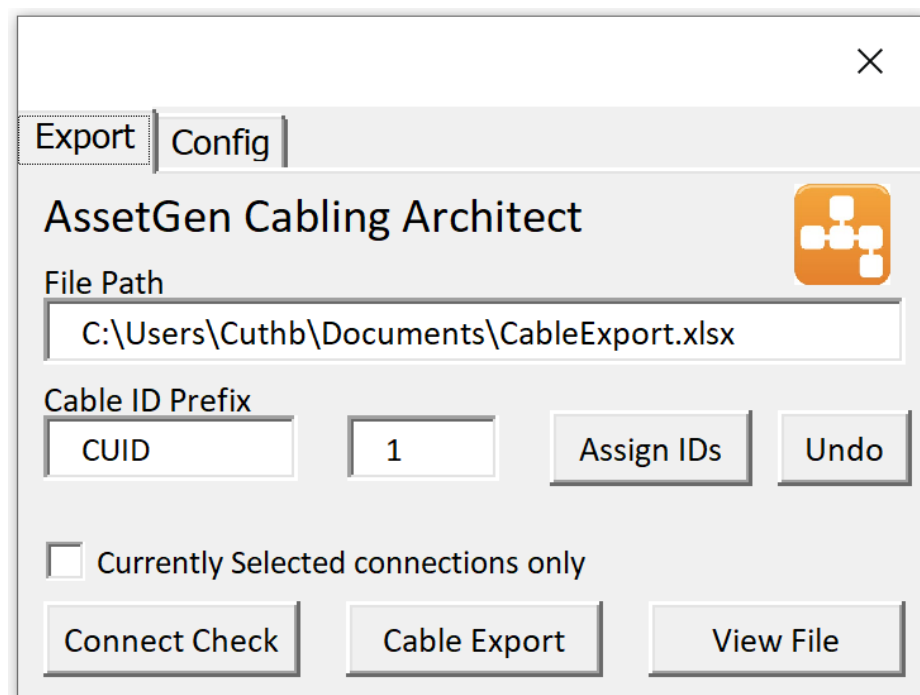 Export Config
AssetGen Cabling Architect
File Path
C:\Users\Cuthb\Documents\CableExport.xlsx
Cable ID Prefix
CUID 1 Assign IDs Undo
Currently Selected connections only
Connect Check Cable Export View File